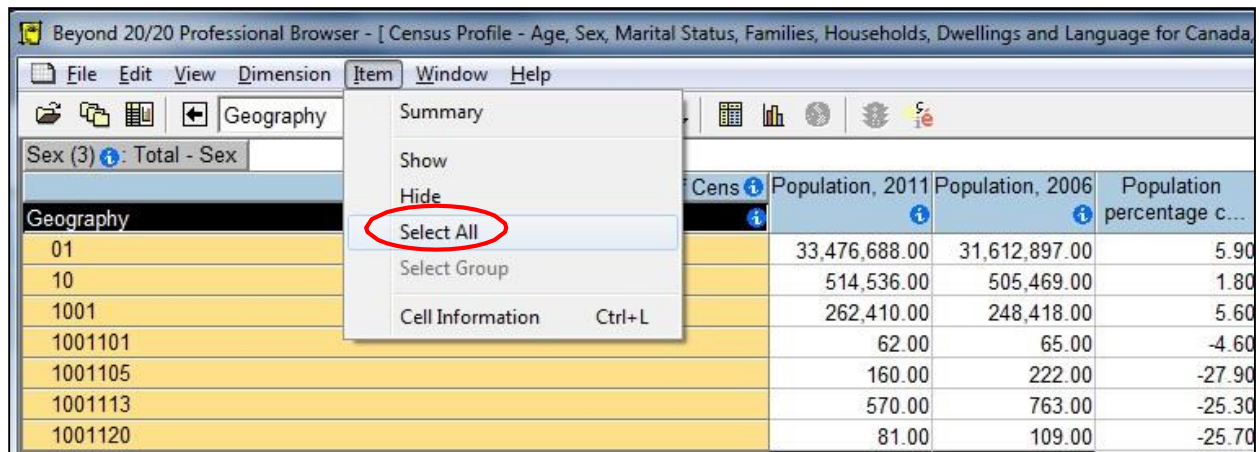 Beyond 20/20 Professional Browser - [ Census Profile - Age, Sex, Marital Status, Families, Households, Dwellings and Language for Canada,
File Edit View Dimension Item Window Help
Geography
Summary
Sex (3) : Total - Sex
Show
Hide
Select All
Select Group
Cell Information Ctrl+L
f Cens Population, 2011 Population, 2006 Population percentage c...
Geography
01 33,476,688.00 31,612,897.00 5.90
10 514,536.00 505,469.00 1.80
1001 262,410.00 248,418.00 5.60
1001101 62.00 65.00 -4.60
1001105 160.00 222.00 -27.90
1001113 570.00 763.00 -25.30
1001120 81.00 109.00 -25.70